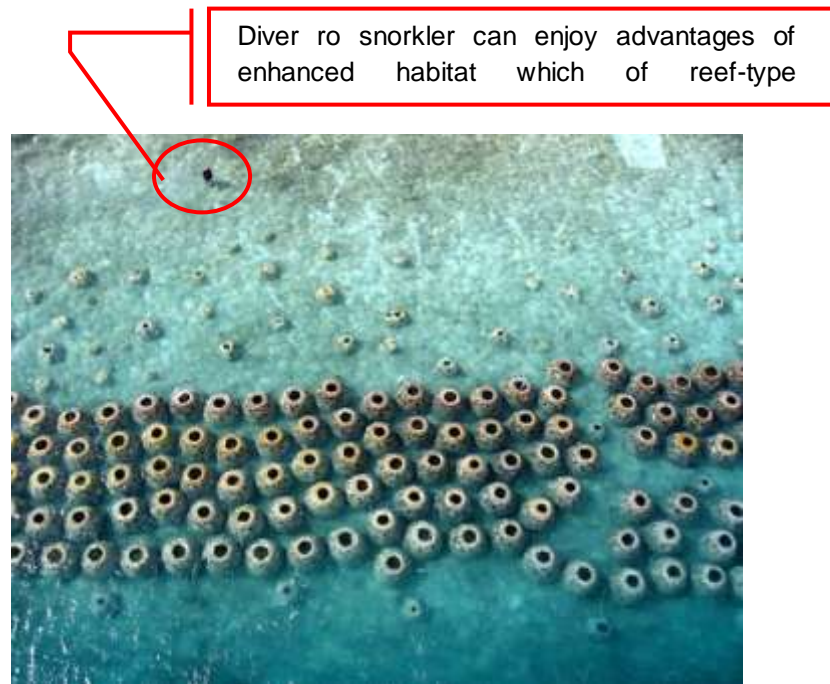 Diver ro snorkler can enjoy advantages of
enhanced habitat which of reef-type